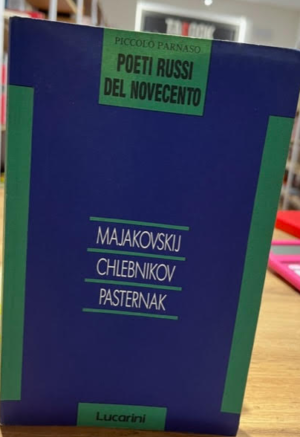 PICCOLO PARNASO
POETI RUSSI
DEL NOVECENTO
MAJAKOVSKIJ
CHLEBNIKOV
PASTERNAK
Lucarini